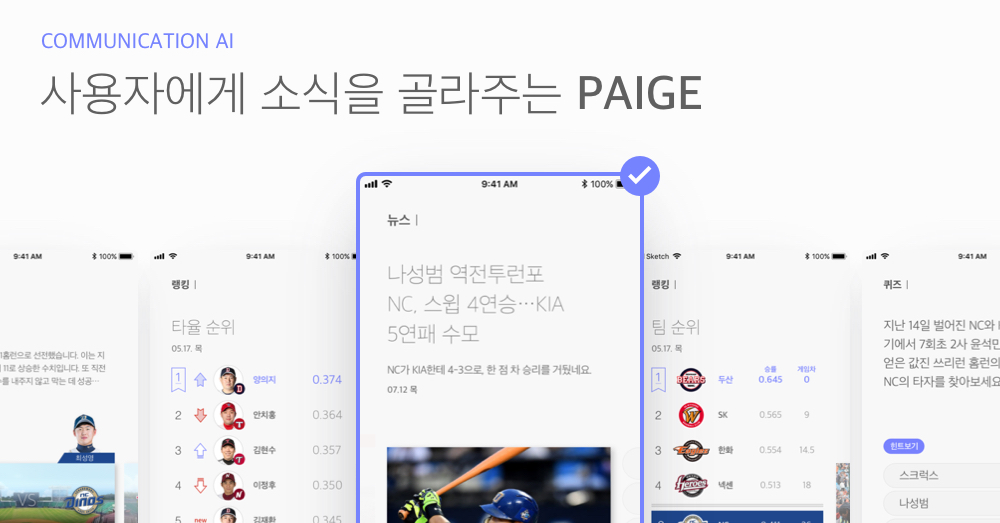 COMMUNICATION AI
사용자에게 소식을 골라주는 PAIGE
9:41 AM
100%
1홈런으로 선전했습니다. 이는 지
11로 상승한 수치입니다. 또 직전
를 내주지 않고 막는 데 성공…
최성영
VS
NC
Dinos
9:41 AM
100%
랭킹
타율 순위
05.17. 목
1 양의지 0.374
2 안치홍 0.364
3 김현수 0.357
4 이정후 0.350
5 new 김재환 0.345
9:41 AM
100%
뉴스
나성범 역전투런포
NC, 스윕 4연승…KIA
5연패 수모
NC가 KIA한테 4-3으로, 한 점 차 승리를 거뒀네요.
07.12 목
Sketch
9:41 AM
100%
랭킹
팀 순위
05.17. 목
승률 게임차
1 BEARS 두산 0.645 0
2 W SK 0.565 9
3 Eagles 한화 0.554 14.5
4 Heroes 넥센 0.513 18
9:41 AM
퀴즈
지난 14일 벌어진 NC와
기에서 7회초 2사 윤석민
얻은 값진 쓰리런 홈런의
NC의 타자를 찾아보세요
힌트보기
스크럭스
나성범